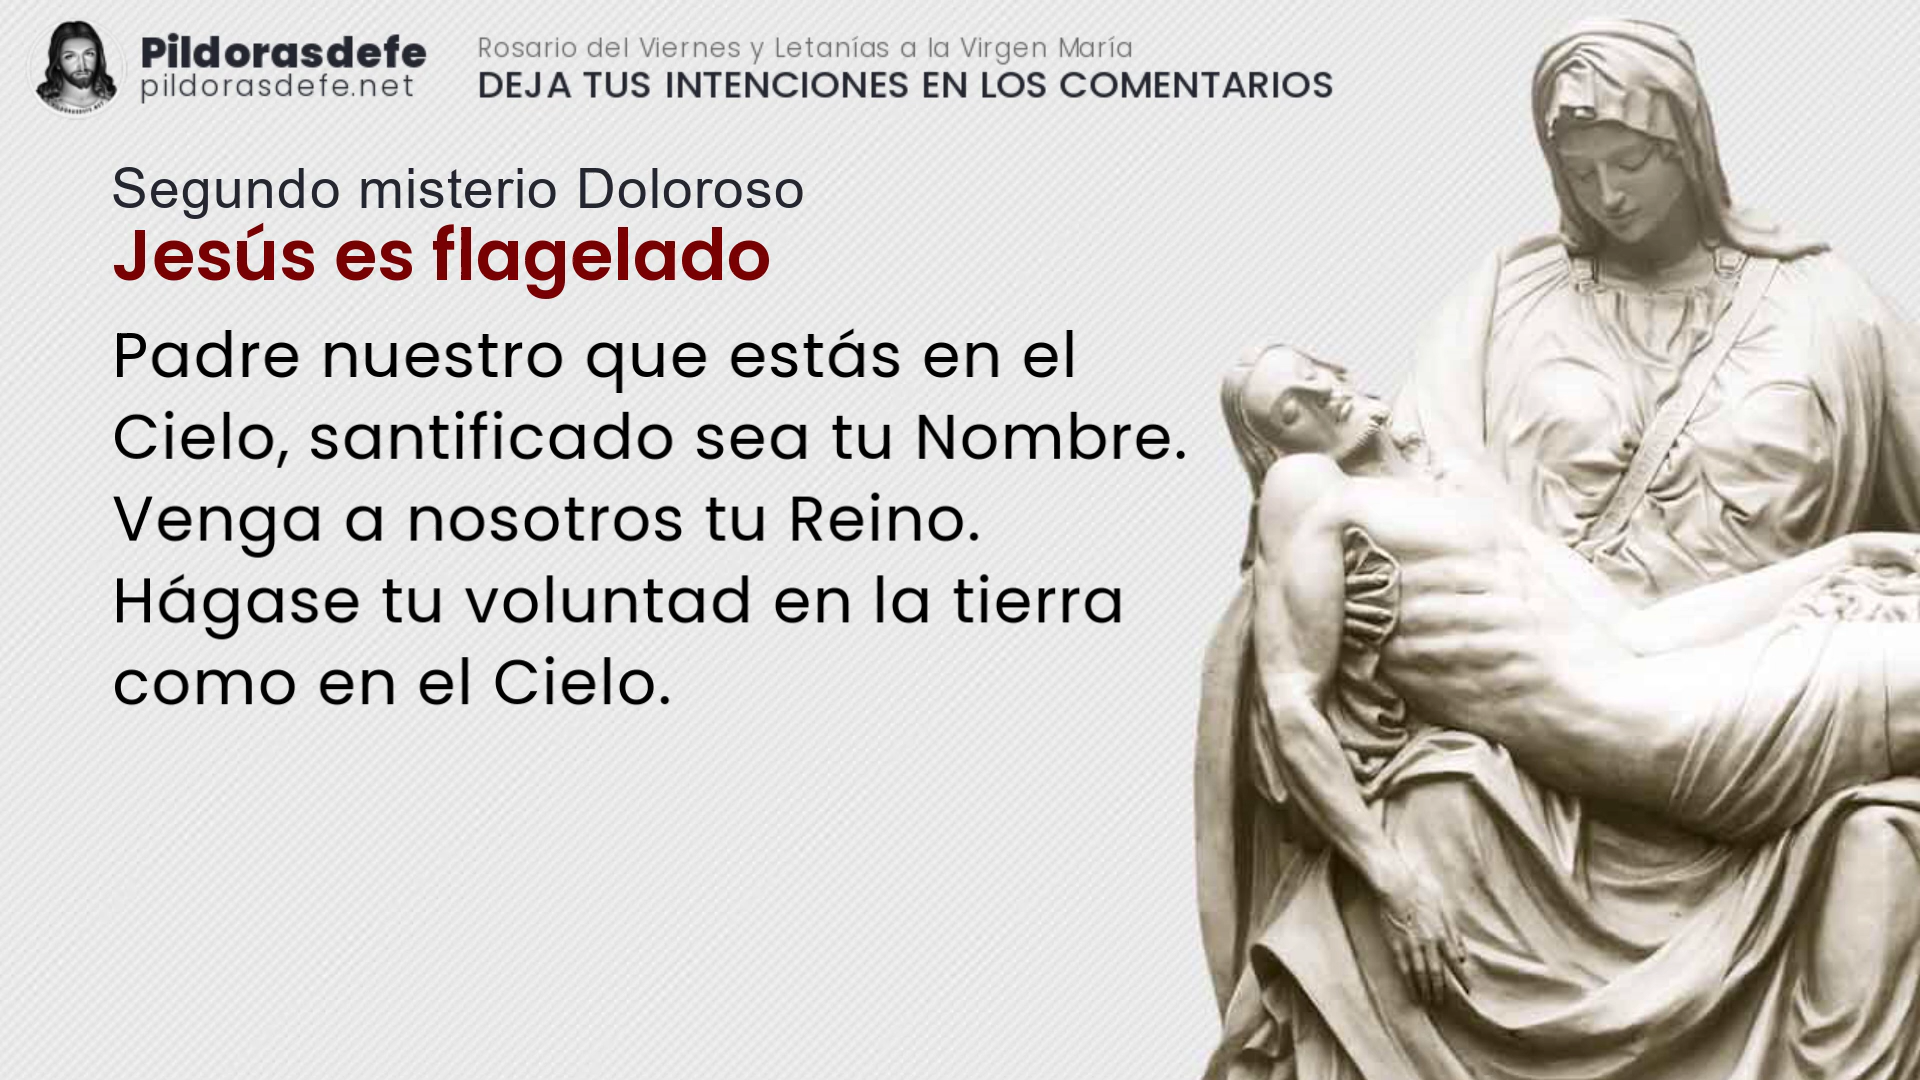 Pildorasdefe
pildorasdefe.net
Rosario del Viernes y Letanías a la Virgen María
DEJA TUS INTENCIONES EN LOS COMENTARIOS
Segundo misterio Doloroso
Jesús es flagelado
Padre nuestro que estás en el
Cielo, santificado sea tu Nombre.
Venga a nosotros tu Reino.
Hágase tu voluntad en la tierra
como en el Cielo.